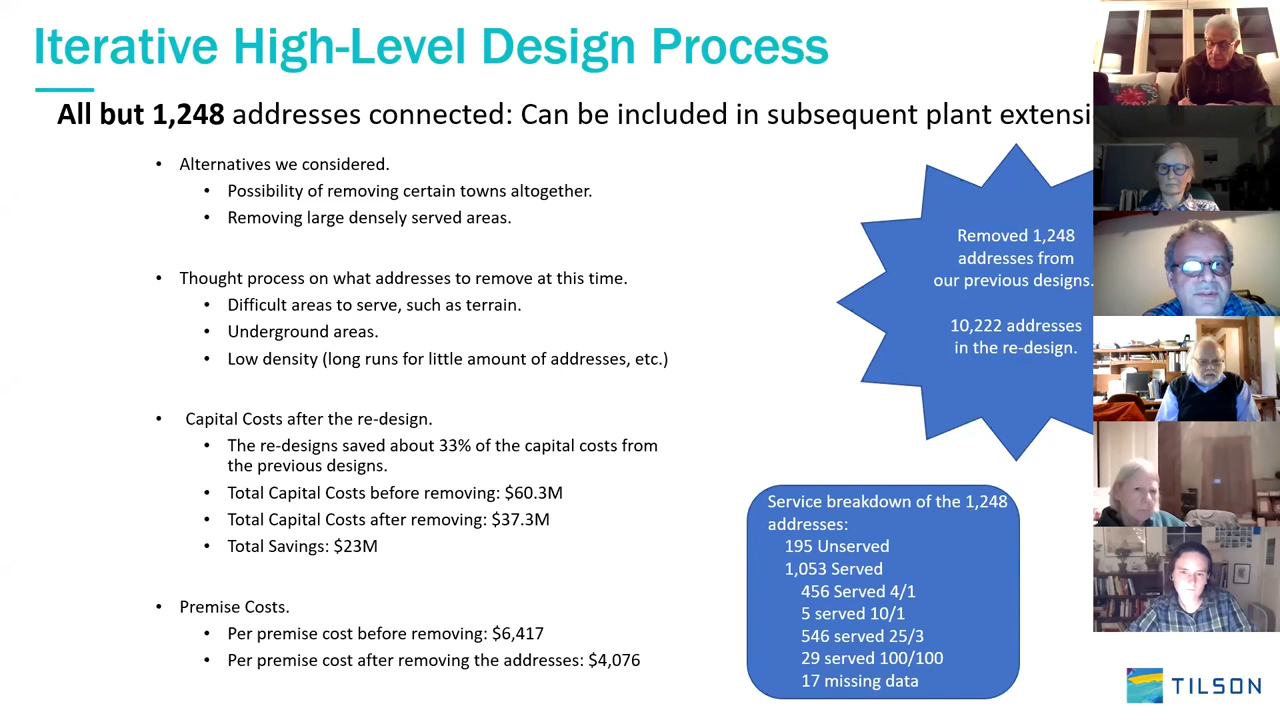 Iterative High-Level Design Process
All but 1,248 addresses connected: Can be included in subsequent plant extensi
• Alternatives we considered.
• Possibility of removing certain towns altogether.
• Removing large densely served areas.
• Thought process on what addresses to remove at this time.
• Difficult areas to serve, such as terrain.
• Underground areas.
• Low density (long runs for little amount of addresses, etc.)
• Capital Costs after the re-design.
• The re-designs saved about 33% of the capital costs from
the previous designs.
• Total Capital Costs before removing: $60.3M
• Total Capital Costs after removing: $37.3M
• Total Savings: $23M
• Premise Costs.
• Per premise cost before removing: $6,417
• Per premise cost after removing the addresses: $4,076
Removed 1,248
addresses from
our previous designs.
10,222 addresses
in the re-design.
Service breakdown of the 1,248
addresses:
195 Unserved
1,053 Served
456 Served 4/1
5 served 10/1
546 served 25/3
29 served 100/100
17 missing data
TILSON